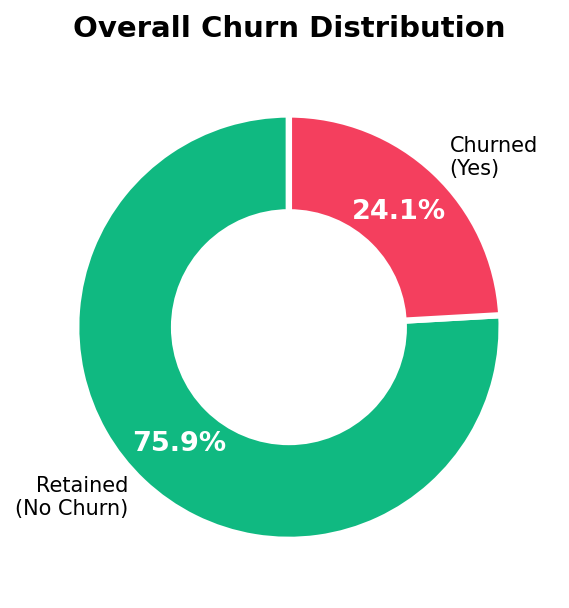 Overall Churn Distribution
Churned
(Yes)
24.1%
75.9%
Retained
(No Churn)